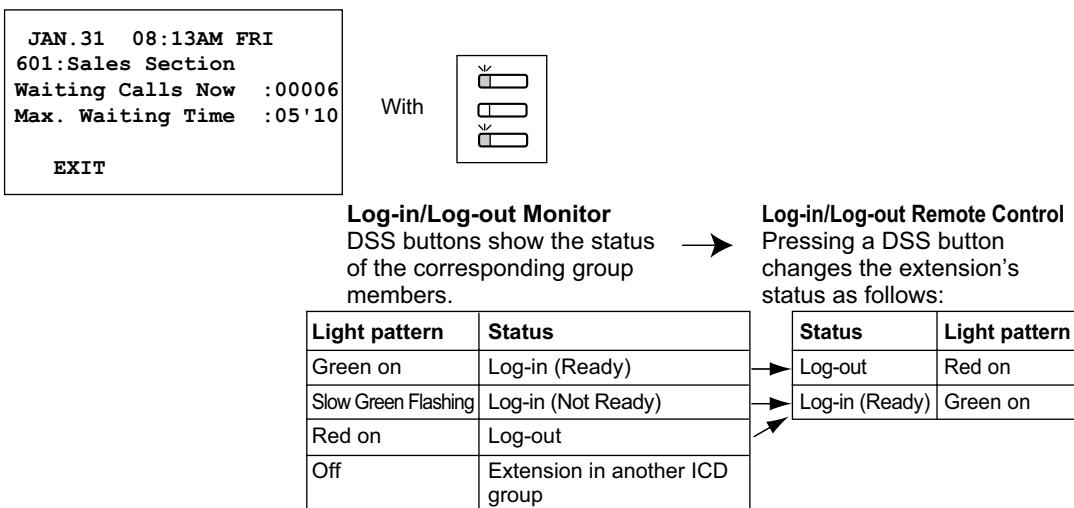 JAN.31 08:13AM FRI
601:Sales Section
Waiting Calls Now :00006
Max. Waiting Time :05'10
EXIT
With
Log-in/Log-out Monitor
DSS buttons show the status
of the corresponding group
members.
Log-in/Log-out Remote Control
Pressing a DSS button
changes the extension's
status as follows:
Light pattern Status
Green on Log-in (Ready)
Slow Green Flashing Log-in (Not Ready)
Red on Log-out
Off Extension in another ICD
group
Status Light pattern
Log-out Red on
Log-in (Ready) Green on